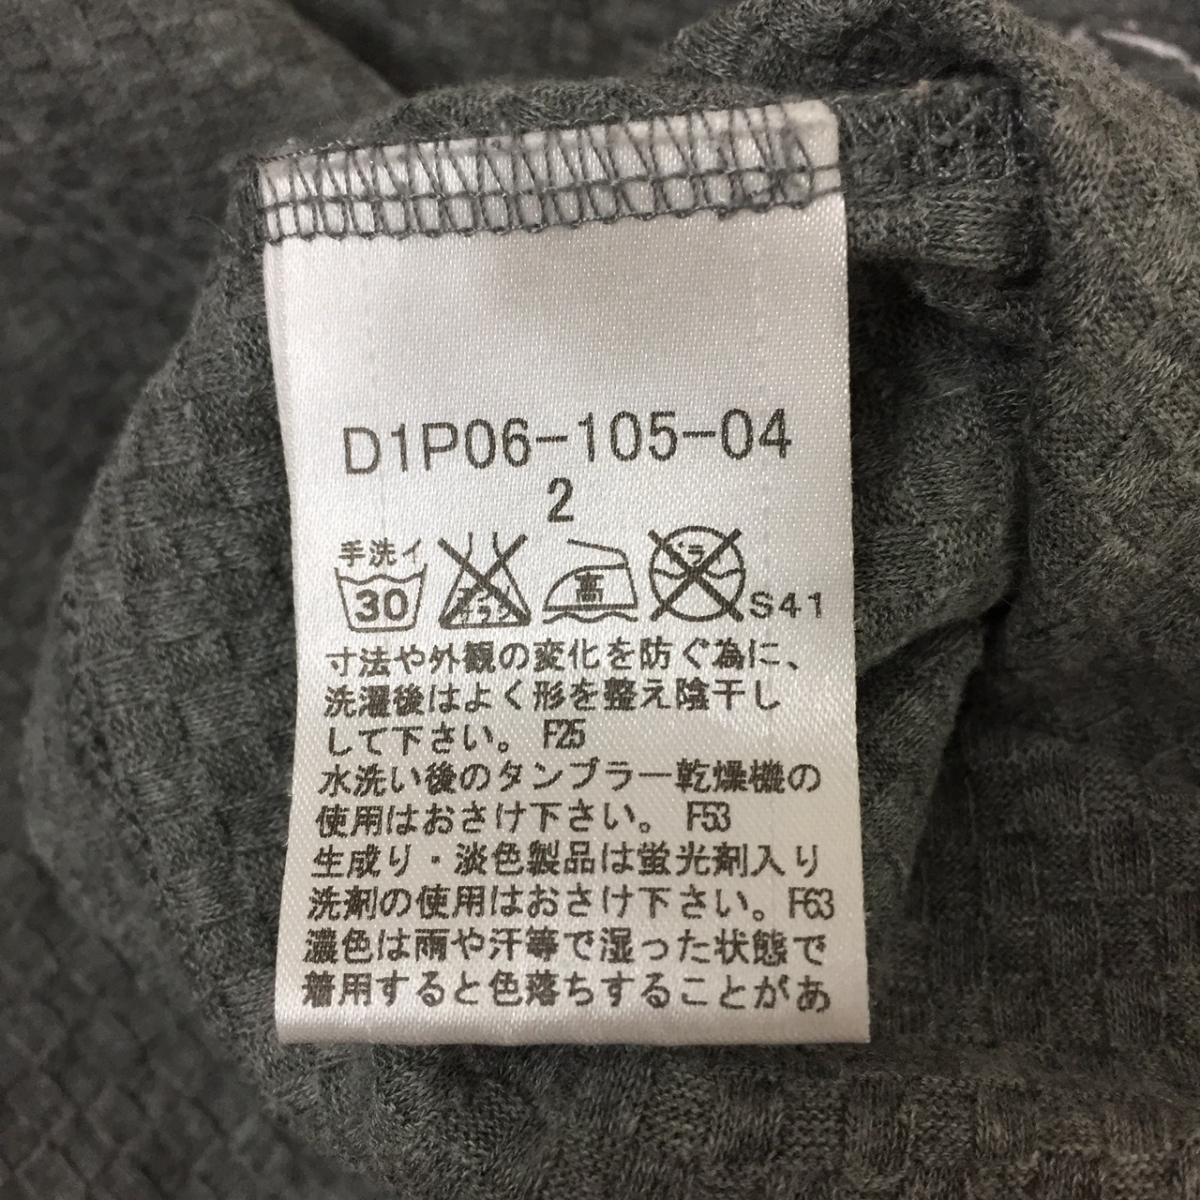 D1P06-105-04
2
手洗イ
30
高
S41
寸法や外観の変化を防ぐ為に、
洗濯後はよく形を整え陰干し
して下さい。 F25
水洗い後のタンブラー乾燥機の
使用はおさけ下さい。 F53
生成り・淡色製品は蛍光剤入り
洗剤の使用はおさけ下さい。F63
濃色は雨や汗等で湿った状態で
着用すると色落ちすることがあ